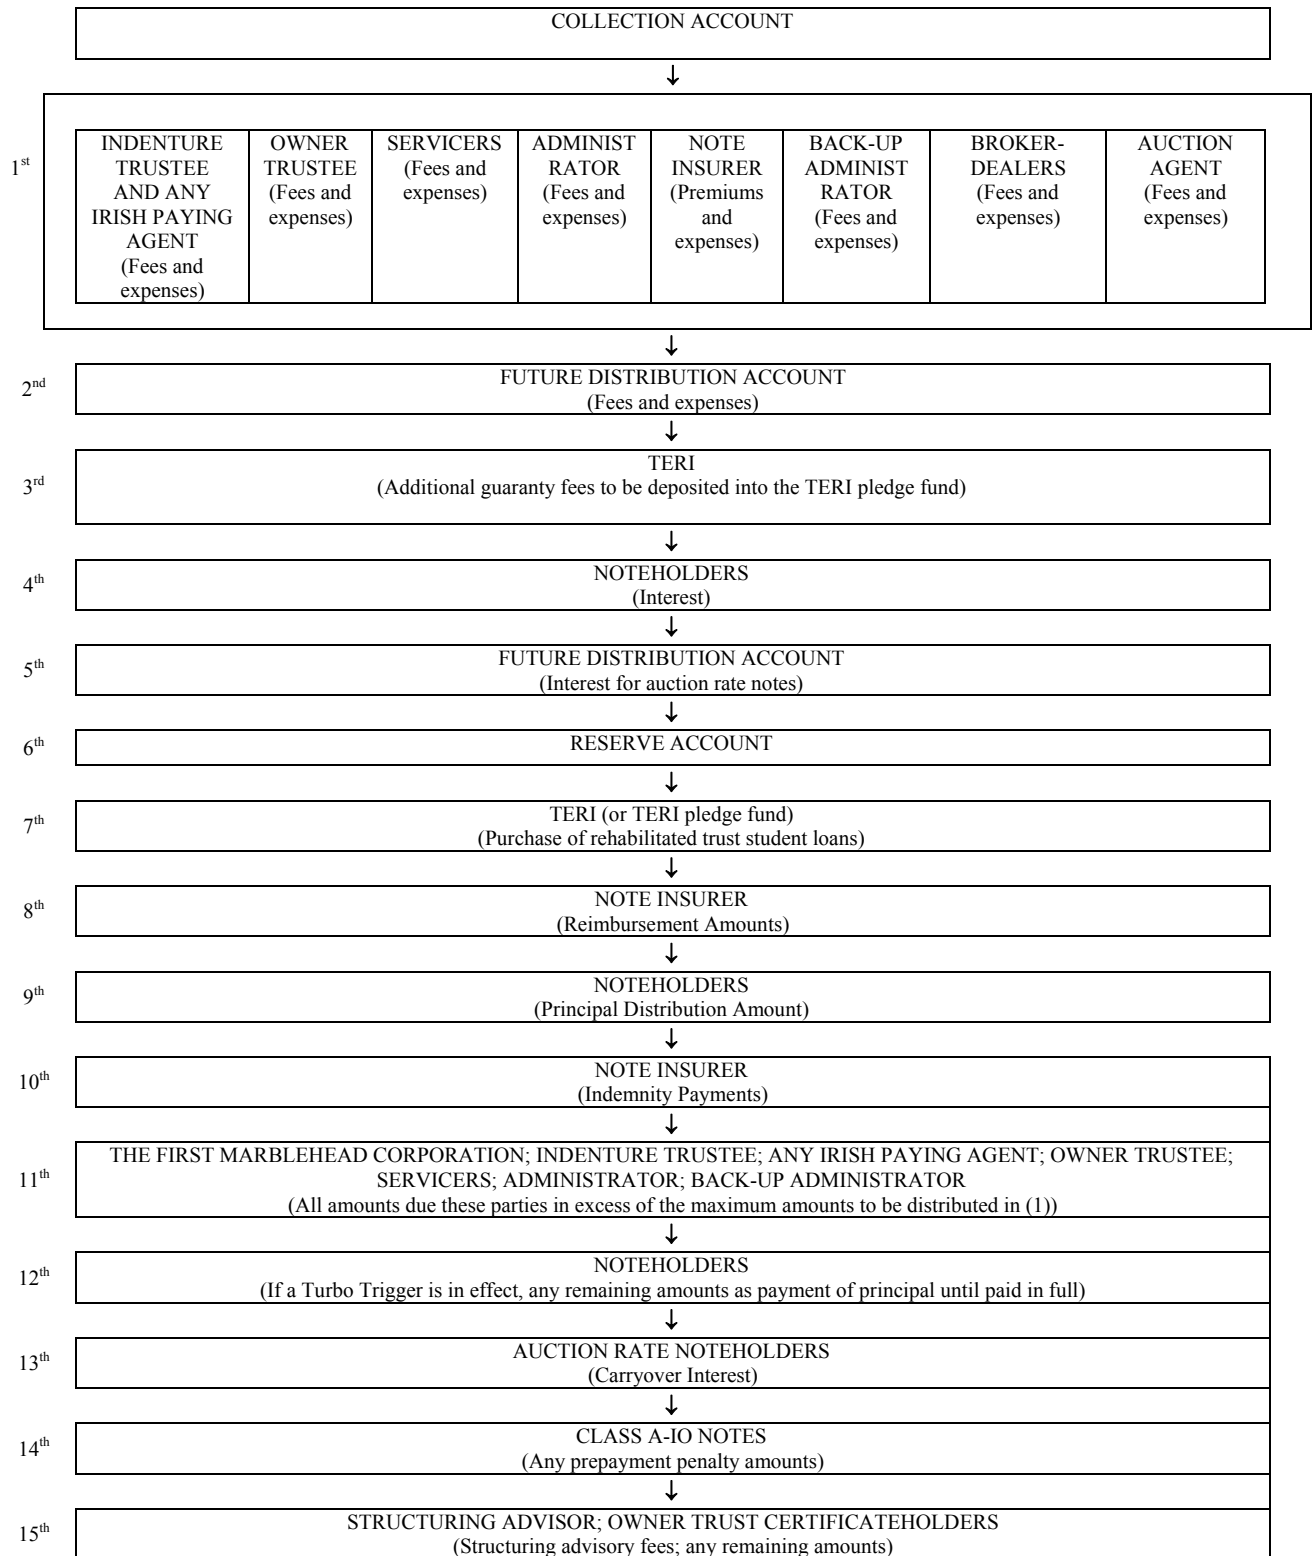 COLLECTION ACCOUNT
↓
1st
INDENTURE
TRUSTEE
AND ANY
IRISH PAYING
AGENT
(Fees and
expenses)
OWNER
TRUSTEE
(Fees and
expenses)
SERVICERS
(Fees and
expenses)
ADMINIST
RATOR
(Fees and
expenses)
NOTE
INSURER
(Premiums
and
expenses)
BACK-UP
ADMINIST
RATOR
(Fees and
expenses)
BROKER-
DEALERS
(Fees and
expenses)
AUCTION
AGENT
(Fees and
expenses)
↓
2nd
FUTURE DISTRIBUTION ACCOUNT
(Fees and expenses)
↓
3rd
TERI
(Additional guaranty fees to be deposited into the TERI pledge fund)
↓
4th
NOTEHOLDERS
(Interest)
↓
5th
FUTURE DISTRIBUTION ACCOUNT
(Interest for auction rate notes)
↓
6th
RESERVE ACCOUNT
↓
7th
TERI (or TERI pledge fund)
(Purchase of rehabilitated trust student loans)
↓
8th
NOTE INSURER
(Reimbursement Amounts)
↓
9th
NOTEHOLDERS
(Principal Distribution Amount)
↓
10th
NOTE INSURER
(Indemnity Payments)
↓
11th
THE FIRST MARBLEHEAD CORPORATION; INDENTURE TRUSTEE; ANY IRISH PAYING AGENT; OWNER TRUSTEE;
SERVICERS; ADMINISTRATOR; BACK-UP ADMINISTRATOR
(All amounts due these parties in excess of the maximum amounts to be distributed in (1))
↓
12th
NOTEHOLDERS
(If a Turbo Trigger is in effect, any remaining amounts as payment of principal until paid in full)
↓
13th
AUCTION RATE NOTEHOLDERS
(Carryover Interest)
↓
14th
CLASS A-IO NOTES
(Any prepayment penalty amounts)
↓
15th
STRUCTURING ADVISOR; OWNER TRUST CERTIFICATEHOLDERS
(Structuring advisory fees; any remaining amounts)